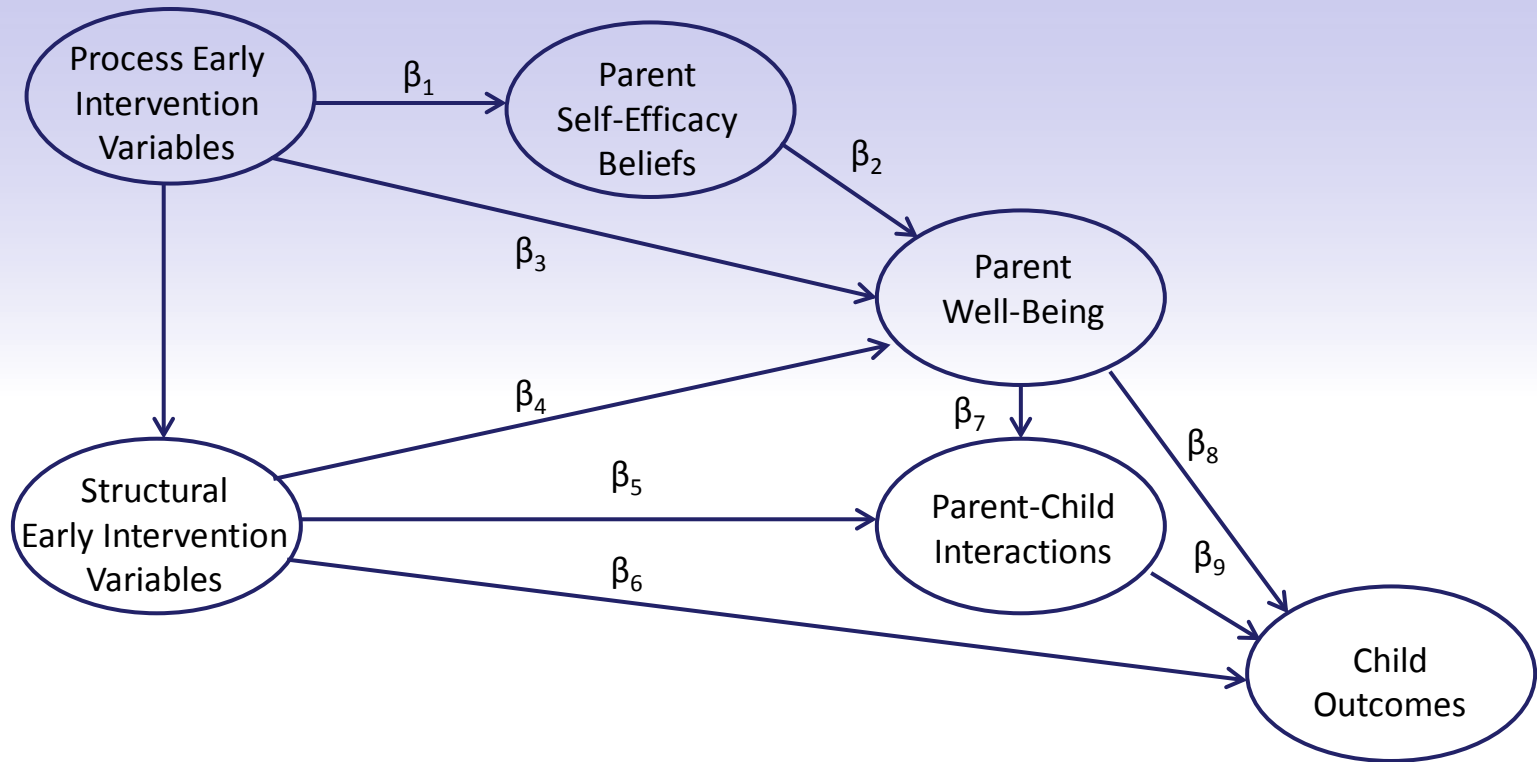 Process Early
Intervention
Variables
β₁
Parent
Self-Efficacy
Beliefs
β₂
β₃
Parent
Well-Being
β₄
β₇
β₈
Structural
Early Intervention
Variables
β₅
Parent-Child
Interactions
β₉
β₆
Child
Outcomes